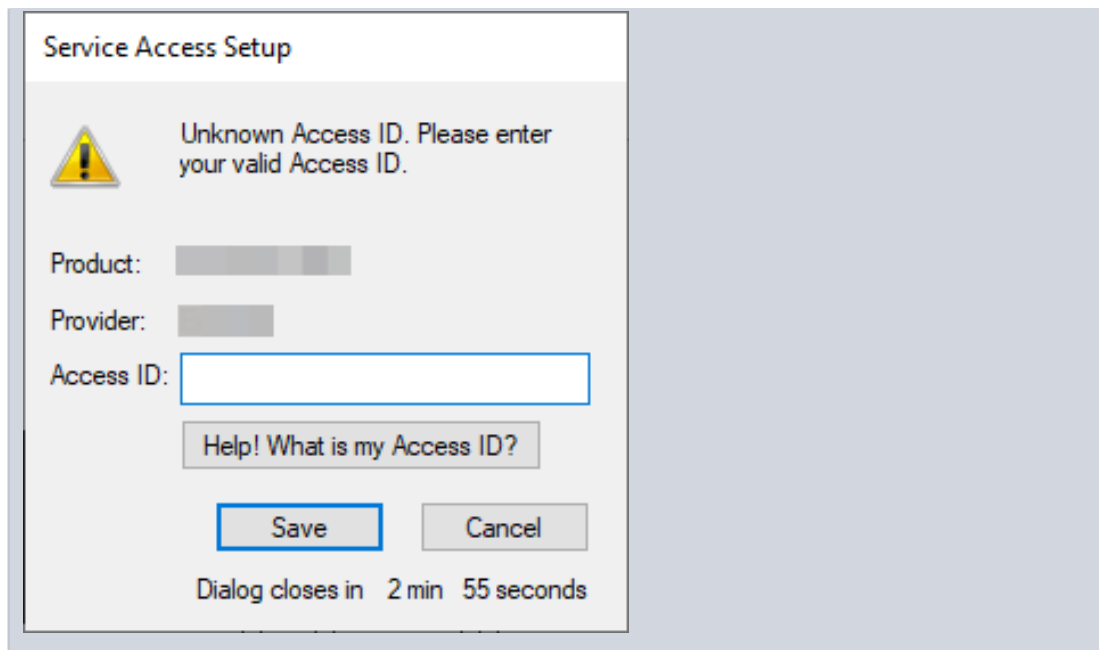 Service Access Setup
Unknown Access ID. Please enter
your valid Access ID.
Product:
Provider:
Access ID:
Help! What is my Access ID?
Save Cancel
Dialog closes in 2 min 55 seconds